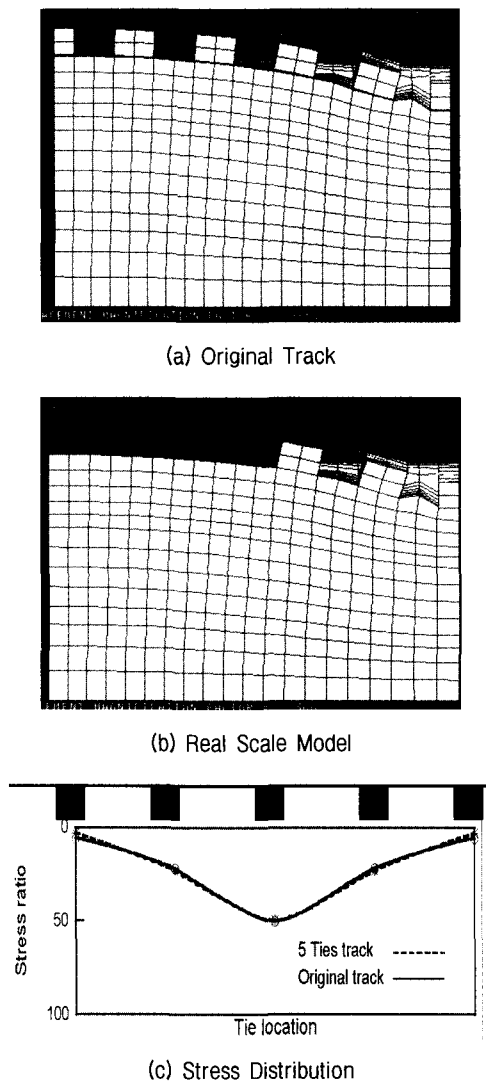 (a) Original Track
(b) Real Scale Model
0
50
100
Stress ratio
5 Ties track
Original track
Tie location
(c) Stress Distribution